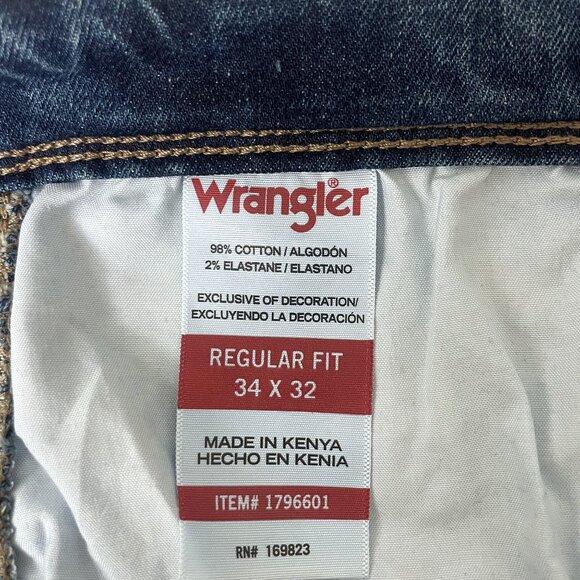 Wrangler®
98% COTTON / ALGODÓN
2% ELASTANE / ELASTANO
EXCLUSIVE OF DECORATION/
EXCLUYENDO LA DECORACIÓN
REGULAR FIT
34 X 32
MADE IN KENYA
HECHO EN KENIA
ITEM# 1796601
RN# 169823